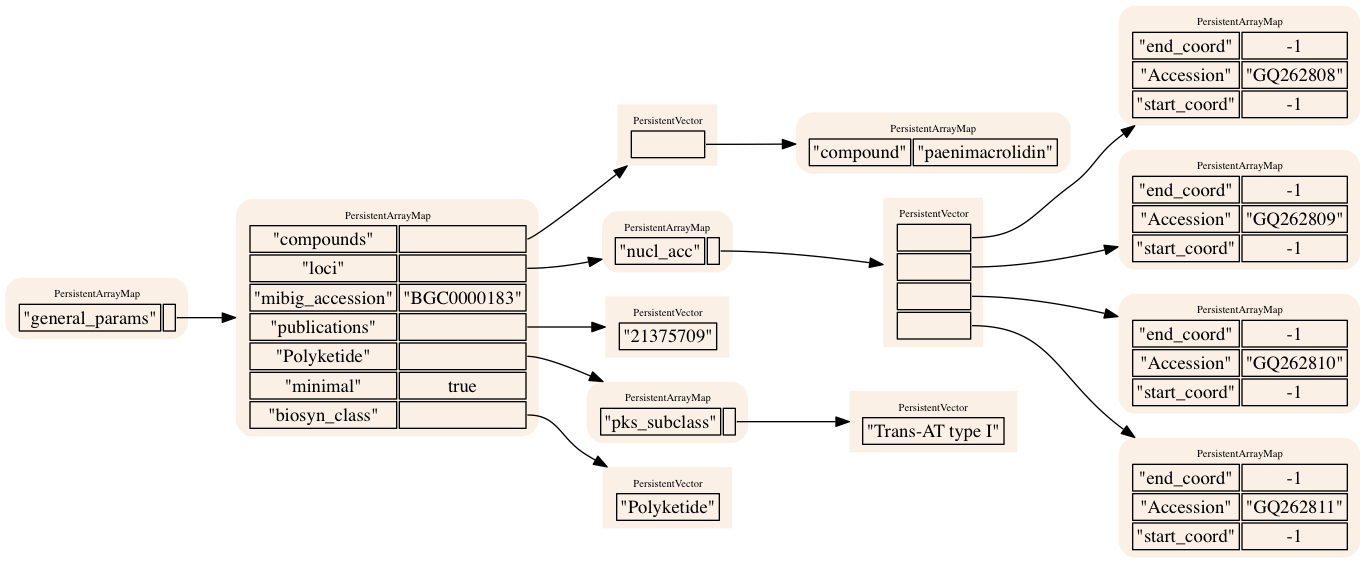 PersistentArrayMap
"general_params"
PersistentArrayMap
"compounds"
"loci"
"mibig_accession" "BGC0000183"
"publications"
"Polyketide"
"minimal" true
"biosyn_class"
PersistentVector
PersistentArrayMap
"compound" "paenimacrolidin"
PersistentArrayMap
"nucl_acc"
PersistentVector
PersistentArrayMap
"end_coord" -1
"Accession" "GQ262808"
"start_coord" -1
PersistentArrayMap
"end_coord" -1
"Accession" "GQ262809"
"start_coord" -1
PersistentArrayMap
"end_coord" -1
"Accession" "GQ262810"
"start_coord" -1
PersistentArrayMap
"end_coord" -1
"Accession" "GQ262811"
"start_coord" -1
PersistentVector
"21375709"
PersistentArrayMap
"pks_subclass"
PersistentVector
"Trans-AT type I"
PersistentVector
"Polyketide"